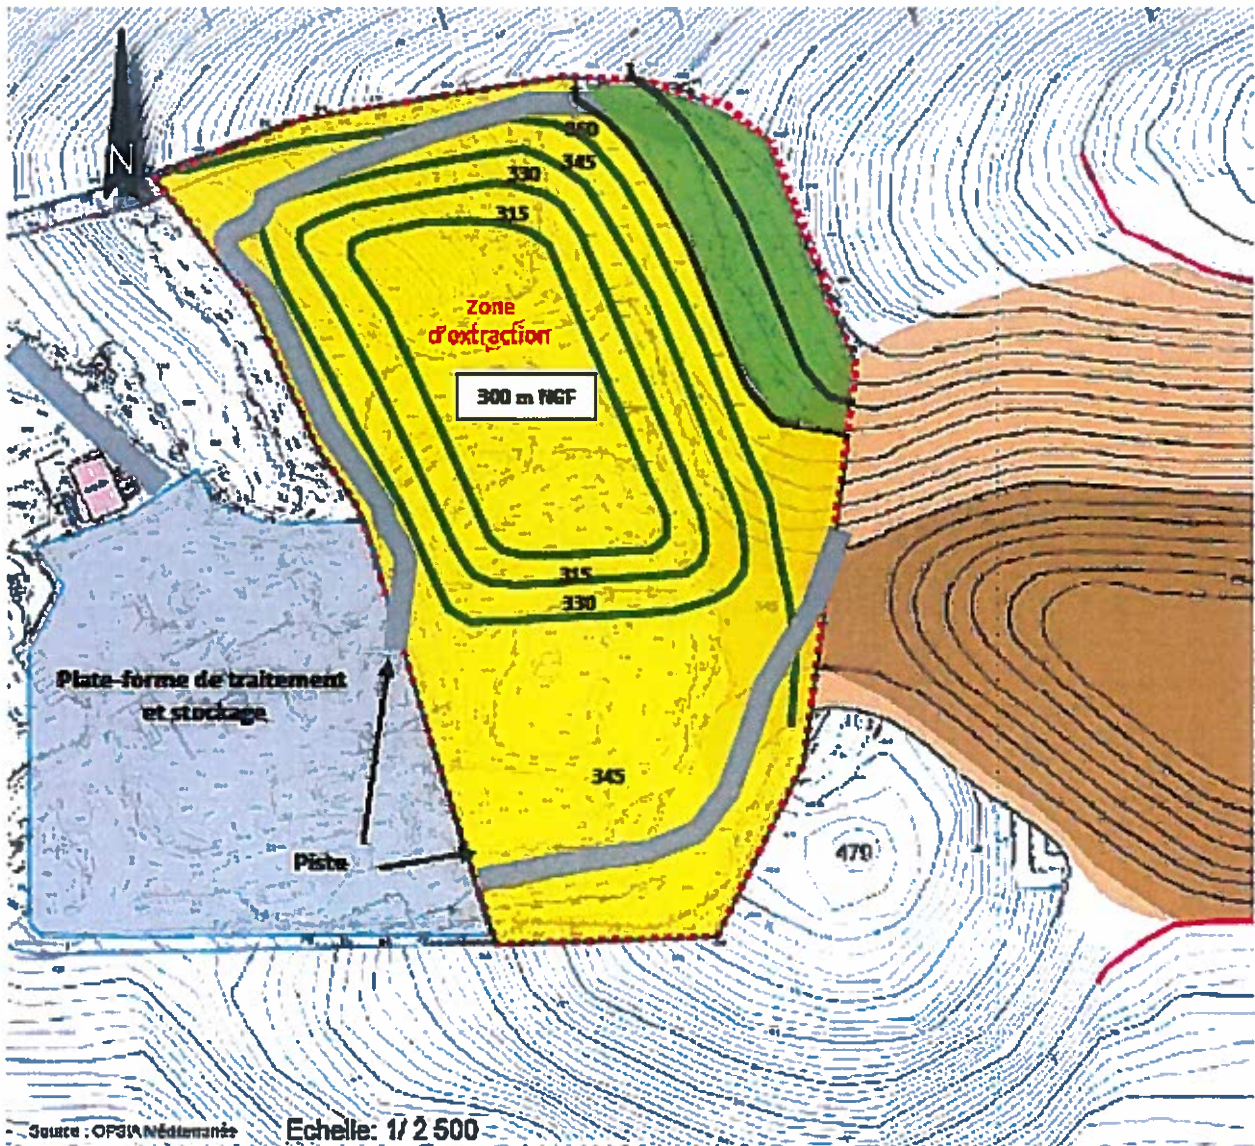 N
360
345
330
315
Zone
d'extraction
300 m NGF
315
330
345
Plate-forme de traitement
et stockage
345
Piste
479
Source : OPSIA Méditerranée
Echelle: 1/ 2 500